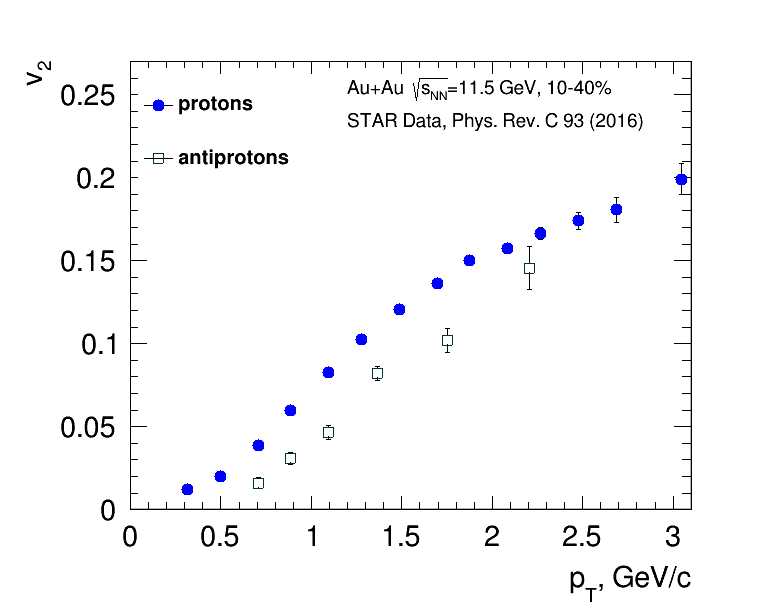 v2
0.25
0.2
0.15
0.1
0.05
0
protons
antiprotons
Au+Au √sNN=11.5 GeV, 10-40%
STAR Data, Phys. Rev. C 93 (2016)
0 0.5 1 1.5 2 2.5 3
pT, GeV/c